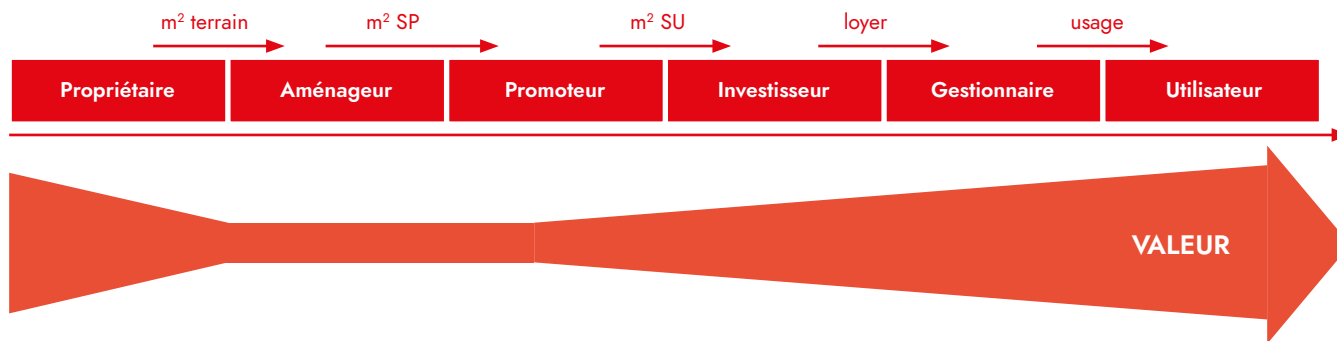 m² terrain
m² SP
m² SU
loyer
usage
Propriétaire
Aménageur
Promoteur
Investisseur
Gestionnaire
Utilisateur
VALEUR